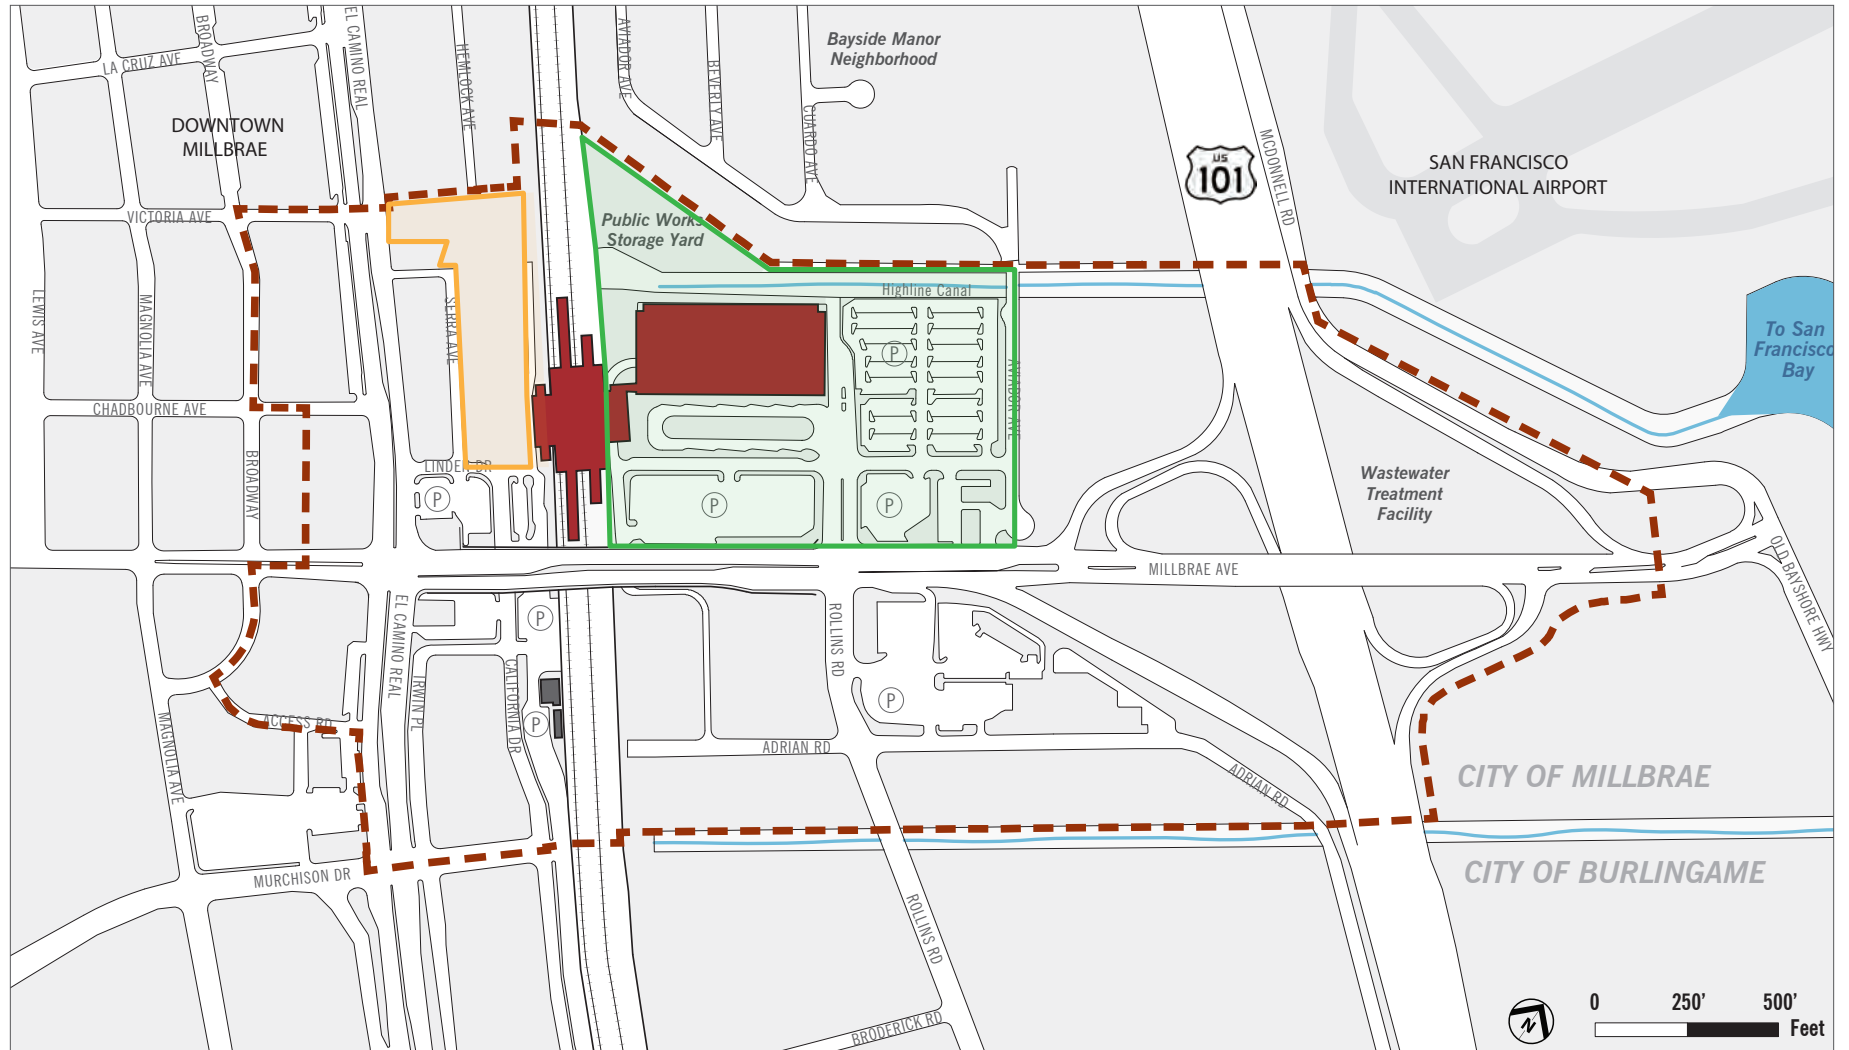 LA CRUZ AVE
BROADWAY
EL CAMINO REAL
HEMLOCK AVE
AVIADOR AVE
BEVERLY AVE
CUARDO AVE
Bayside Manor
Neighborhood
DOWNTOWN
MILLBRAE
US
101
MCDONNELL RD
SAN FRANCISCO
INTERNATIONAL AIRPORT
VICTORIA AVE
Public Works
Storage Yard
Highline Canal
LEWIS AVE
MAGNOLIA AVE
SERRA AVE
P
AVIADOR AVE
To San
Francisco
Bay
CHADBOURNE AVE
BROADWAY
LINDEN DR
P
P
P
Wastewater
Treatment
Facility
MILLBRAE AVE
OLD BAYSHORE HWY
EL CAMINO REAL
IRWIN PL
CALIFORNIA DR
P
P
ROLLINS RD
P
MAGNOLIA AVE
ACCESS RD
ADRIAN RD
ADRIAN RD
CITY OF MILLBRAE
CITY OF BURLINGAME
MURCHISON DR
ROLLINS RD
BRODERICK RD
N
0 250' 500'
Feet